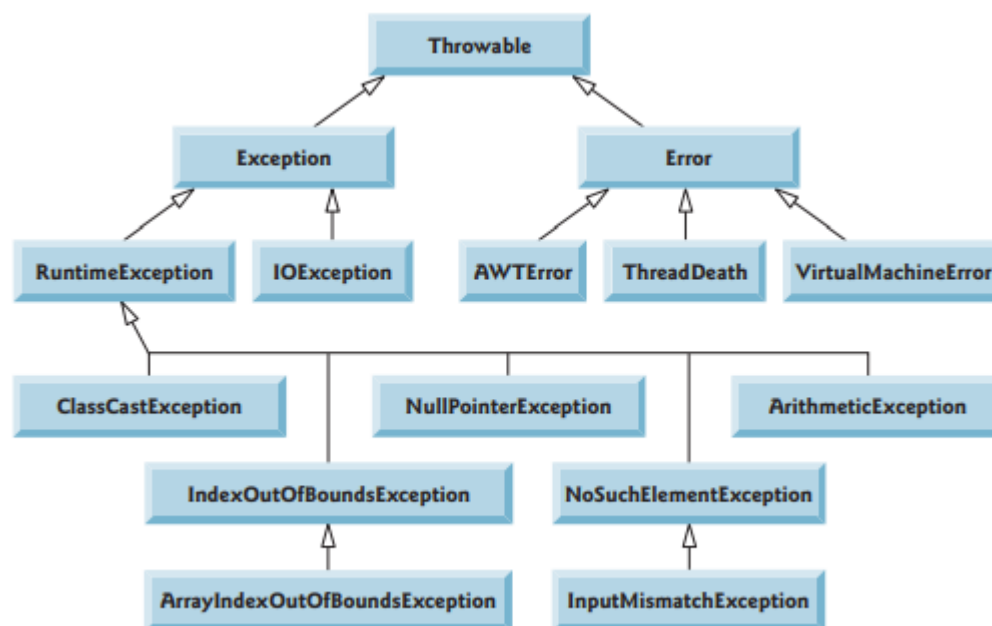 Throwable
Exception
Error
RuntimeException
IOException
AWTError
ThreadDeath
VirtualMachineError
ClassCastException
NullPointerException
ArithmeticException
IndexOutOfBoundsException
NoSuchElementException
ArrayIndexOutOfBoundsException
InputMismatchException